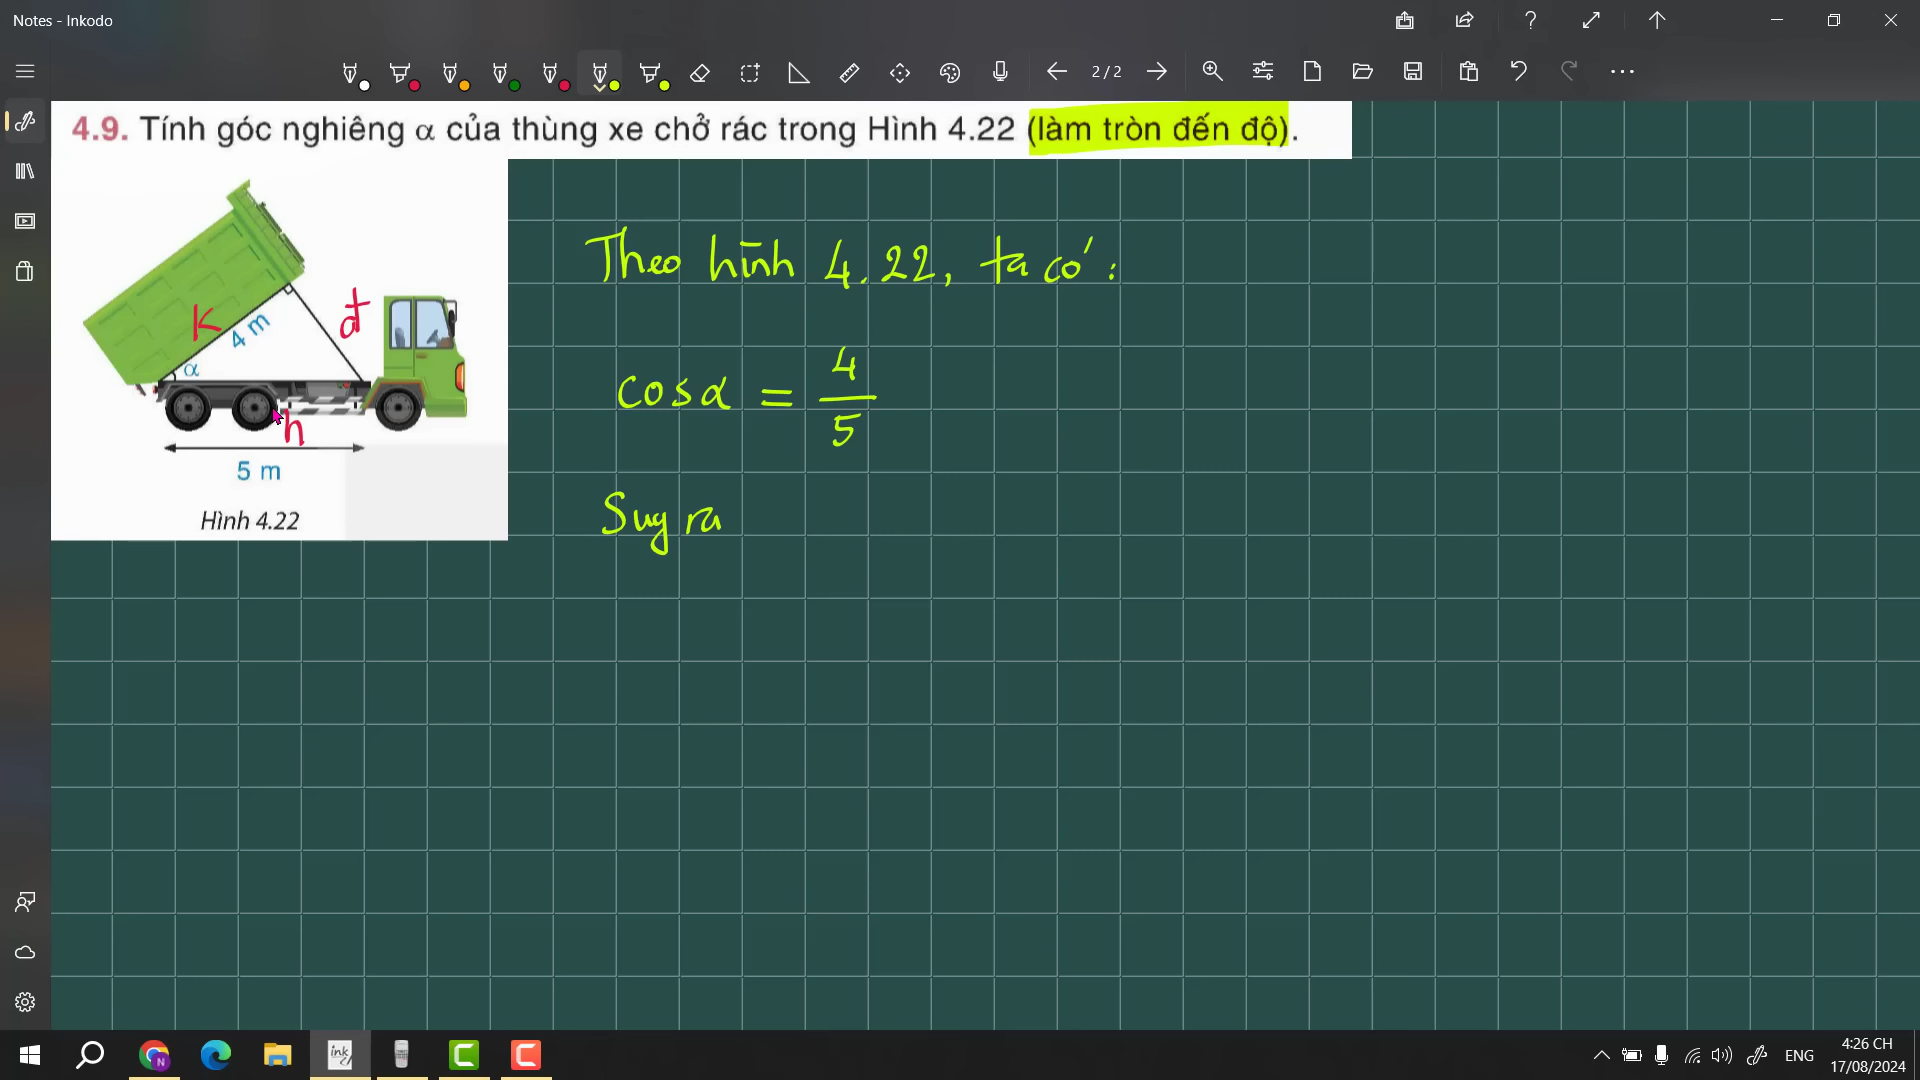 Notes - Inkodo
2 / 2
4.9. Tính góc nghiêng α của thùng xe chở rác trong Hình 4.22 (làm tròn đến độ).
Theo hình 4.22, ta có:
K
4 m
đ
α
cosα = 4/5
h
5 m
Suy ra
Hình 4.22
ink
ENG
4:26 CH
17/08/2024